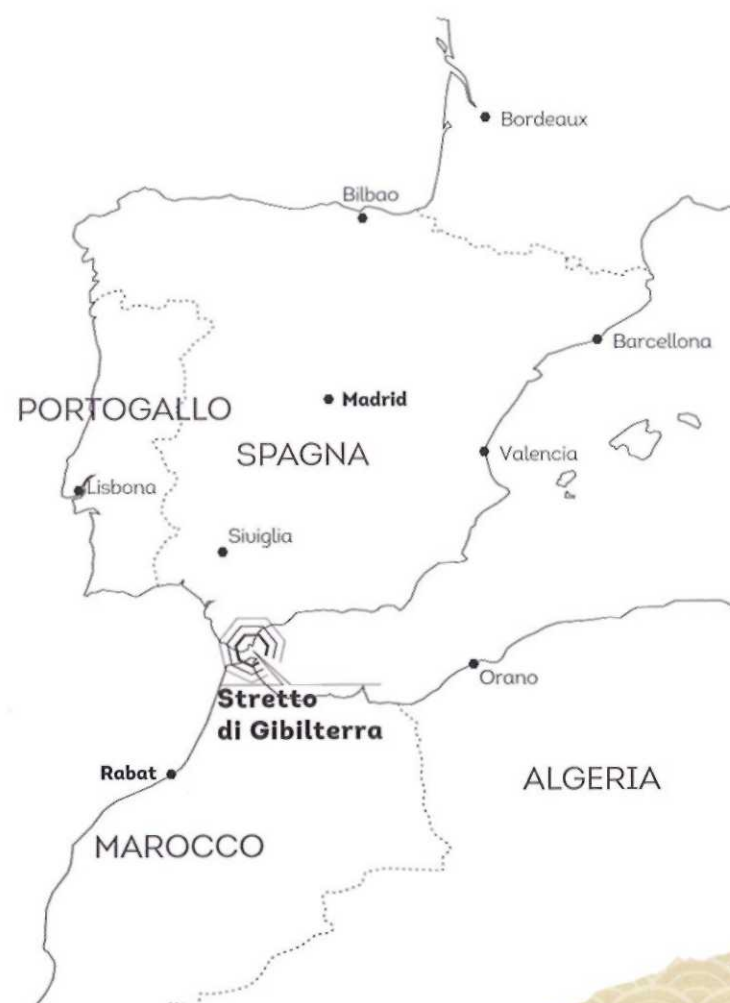 Bordeaux
Bilbao
Barcellona
Madrid
PORTOGALLO
SPAGNA
Valencia
Lisbona
Siviglia
Orano
Stretto
di Gibilterra
Rabat
ALGERIA
MAROCCO